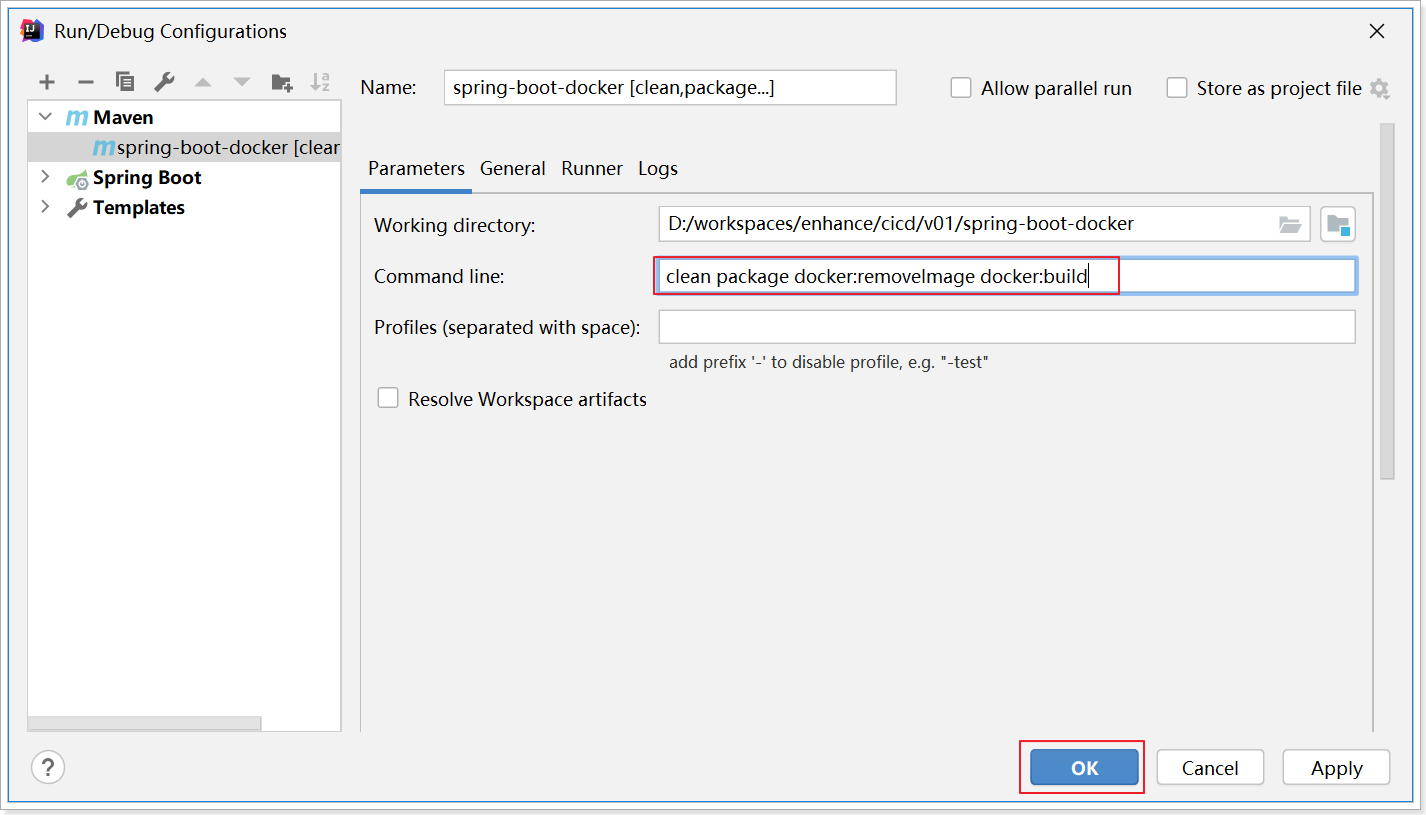 Run/Debug Configurations
Name:
spring-boot-docker [clean,package...]
Allow parallel run
Store as project file
Maven
spring-boot-docker [clear
Spring Boot
Templates
Parameters General Runner Logs
Working directory:
D:/workspaces/enhance/cicd/v01/spring-boot-docker
Command line:
clean package docker:removeImage docker:build
Profiles (separated with space):
add prefix '-' to disable profile, e.g. "-test"
Resolve Workspace artifacts
?
OK
Cancel
Apply